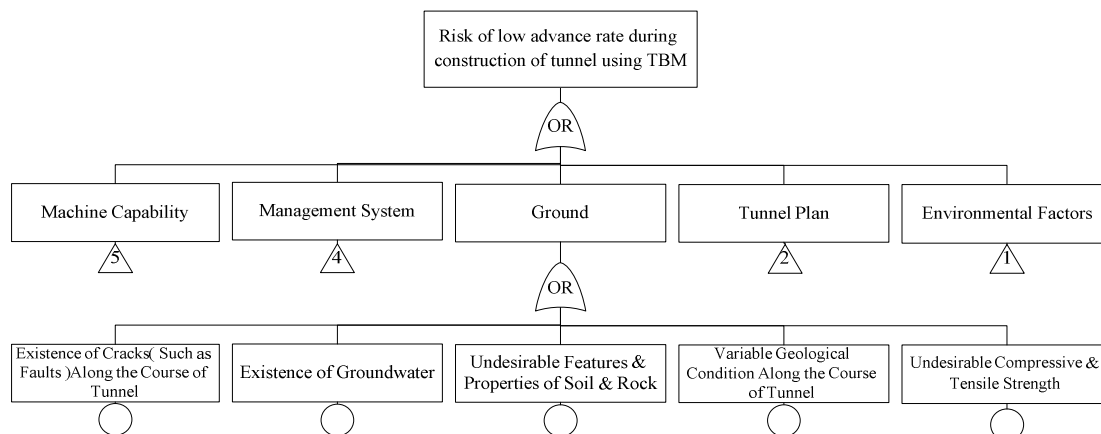 Risk of low advance rate during
construction of tunnel using TBM
OR
Machine Capability
Management System
Ground
Tunnel Plan
Environmental Factors
5
4
2
1
OR
Existence of Cracks( Such as
Faults )Along the Course of
Tunnel
Existence of Groundwater
Undesirable Features &
Properties of Soil & Rock
Variable Geological
Condition Along the Course
of Tunnel
Undesirable Compressive &
Tensile Strength